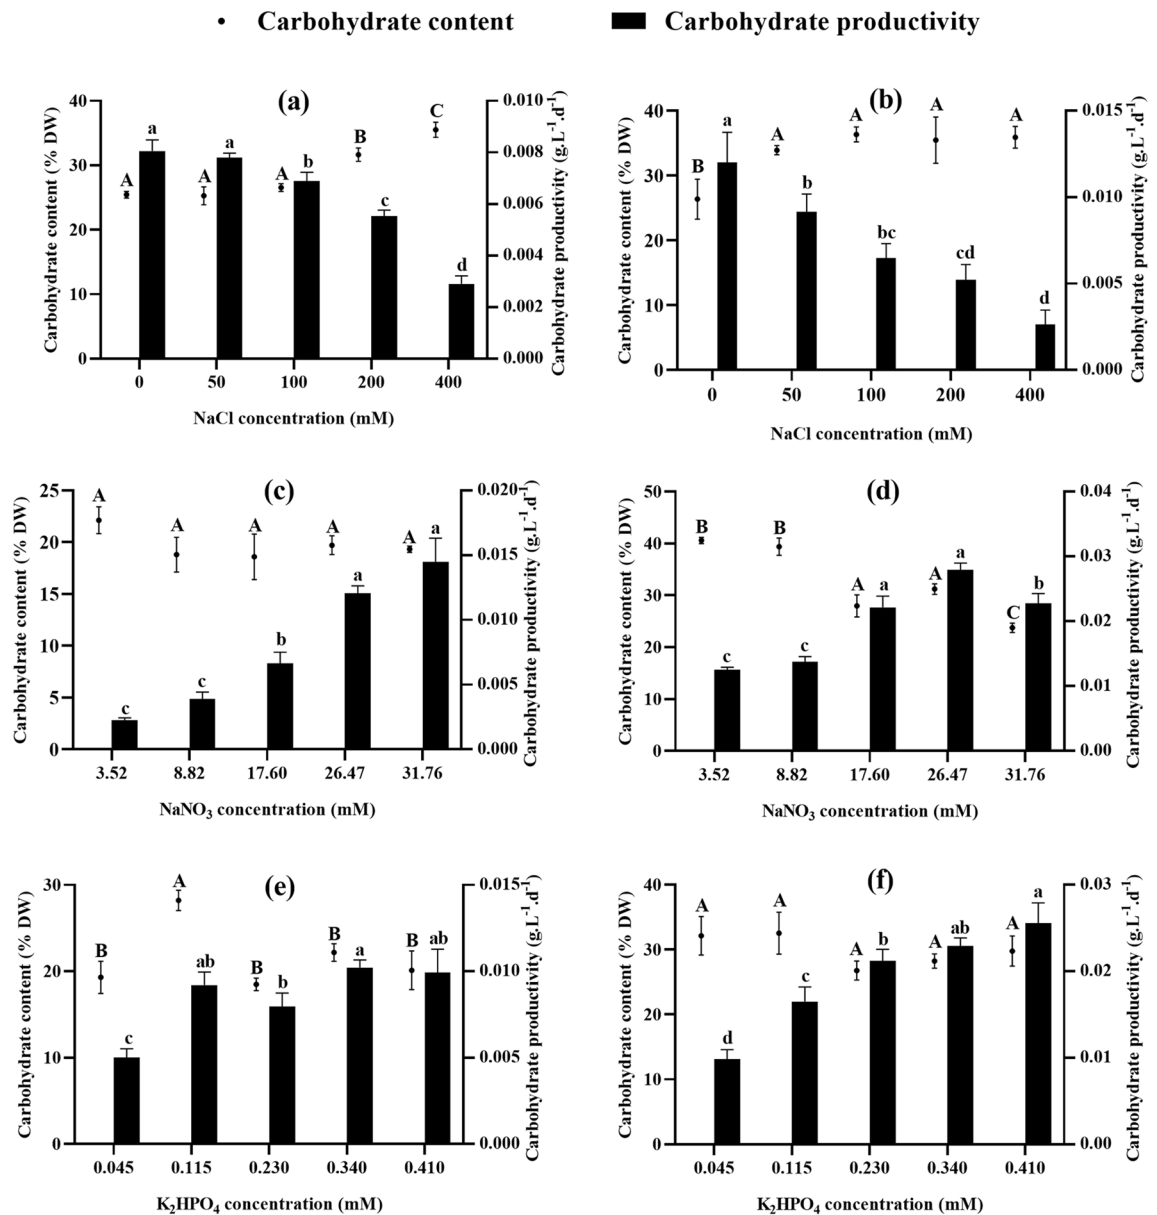 Carbohydrate content Carbohydrate productivity
(a)
Carbohydrate content (% DW)
40
30
20
10
0
A A A B C
a a b c d
0.010
0.008
0.006
0.004
0.002
0.000
Carbohydrate productivity (g.L⁻¹.d⁻¹)
0 50 100 200 400
NaCl concentration (mM)
(b)
Carbohydrate content (% DW)
40
30
20
10
0
B A A A A
a b bc cd d
0.015
0.010
0.005
0.000
Carbohydrate productivity (g.L⁻¹.d⁻¹)
0 50 100 200 400
NaCl concentration (mM)
(c)
Carbohydrate content (% DW)
25
20
15
10
5
0
A A A A A
c c b a a
0.020
0.015
0.010
0.005
0.000
Carbohydrate productivity (g.L⁻¹.d⁻¹)
3.52 8.82 17.60 26.47 31.76
NaNO₃ concentration (mM)
(d)
Carbohydrate content (% DW)
50
40
30
20
10
0
B B A A C
c c a a b
0.04
0.03
0.02
0.01
0.00
Carbohydrate productivity (g.L⁻¹.d⁻¹)
3.52 8.82 17.60 26.47 31.76
NaNO₃ concentration (mM)
(e)
Carbohydrate content (% DW)
30
20
10
0
B A B B B
c ab b a ab
0.015
0.010
0.005
0.000
Carbohydrate productivity (g.L⁻¹.d⁻¹)
0.045 0.115 0.230 0.340 0.410
K₂HPO₄ concentration (mM)
(f)
Carbohydrate content (% DW)
40
30
20
10
0
A A A A A
d c b ab a
0.03
0.02
0.01
0.00
Carbohydrate productivity (g.L⁻¹.d⁻¹)
0.045 0.115 0.230 0.340 0.410
K₂HPO₄ concentration (mM)